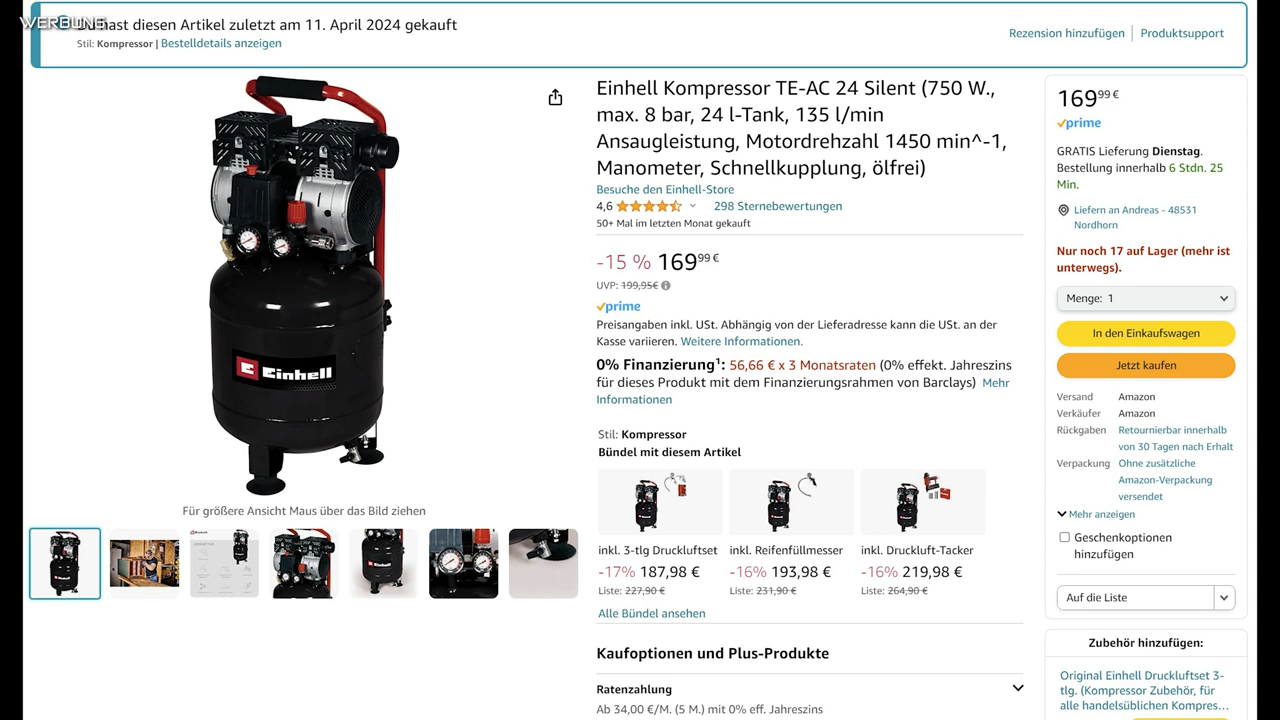 WERBUNG
Du hast diesen Artikel zuletzt am 11. April 2024 gekauft
Stil: Kompressor | Bestelldetails anzeigen
Rezension hinzufügen
Produktsupport
Einhell Kompressor TE-AC 24 Silent (750 W.,
max. 8 bar, 24 l-Tank, 135 l/min
Ansaugleistung, Motordrehzahl 1450 min^-1,
Manometer, Schnellkupplung, ölfrei)
Besuche den Einhell-Store
4,6
298 Sternebewertungen
50+ Mal im letzten Monat gekauft
-15 % 16999 €
UVP: 199,95€
prime
Preisangaben inkl. USt. Abhängig von der Lieferadresse kann die USt. an der
Kasse variieren. Weitere Informationen.
0% Finanzierung¹: 56,66 € x 3 Monatsraten (0% effekt. Jahreszins
für dieses Produkt mit dem Finanzierungsrahmen von Barclays) Mehr
Informationen
Stil: Kompressor
Bündel mit diesem Artikel
inkl. 3-tlg Druckluftset
-17% 187,98 €
Liste: 227,90 €
inkl. Reifenfüllmesser
-16% 193,98 €
Liste: 231,90 €
inkl. Druckluft-Tacker
-16% 219,98 €
Liste: 264,90 €
Alle Bündel ansehen
Kaufoptionen und Plus-Produkte
Ratenzahlung
Ab 34,00 €/M. (5 M.) mit 0% eff. Jahreszins
Einhell
Für größere Ansicht Maus über das Bild ziehen
16999 €
prime
GRATIS Lieferung Dienstag.
Bestellung innerhalb 6 Stdn. 25
Min.
Liefern an Andreas - 48531
Nordhorn
Nur noch 17 auf Lager (mehr ist
unterwegs).
Menge: 1
In den Einkaufswagen
Jetzt kaufen
Versand Amazon
Verkäufer Amazon
Rückgaben Retournierbar innerhalb
von 30 Tagen nach Erhalt
Verpackung Ohne zusätzliche
Amazon-Verpackung
versendet
Mehr anzeigen
Geschenkoptionen
hinzufügen
Auf die Liste
Zubehör hinzufügen:
Original Einhell Druckluftset 3-
tlg. (Kompressor Zubehör, für
alle handelsüblichen Kompres…